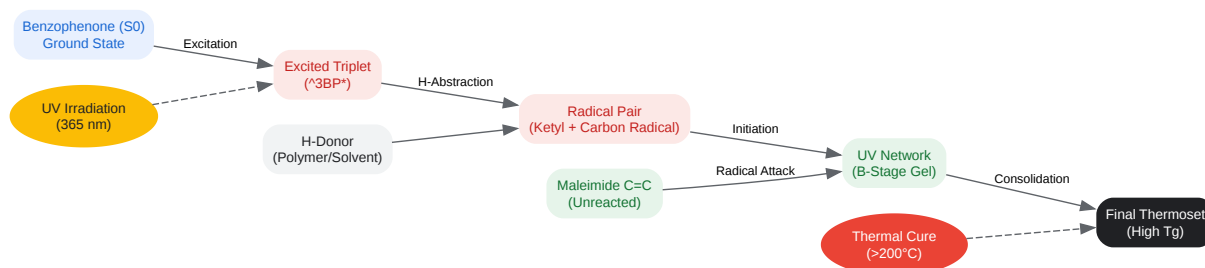 Benzophenone (S0)
Ground State
Excitation
UV Irradiation
(365 nm)
Excited Triplet
(^3BP*)
H-Abstraction
H-Donor
(Polymer/Solvent)
Radical Pair
(Ketyl + Carbon Radical)
Initiation
Maleimide C=C
(Unreacted)
Radical Attack
UV Network
(B-Stage Gel)
Consolidation
Thermal Cure
(>200°C)
Final Thermoset
(High Tg)